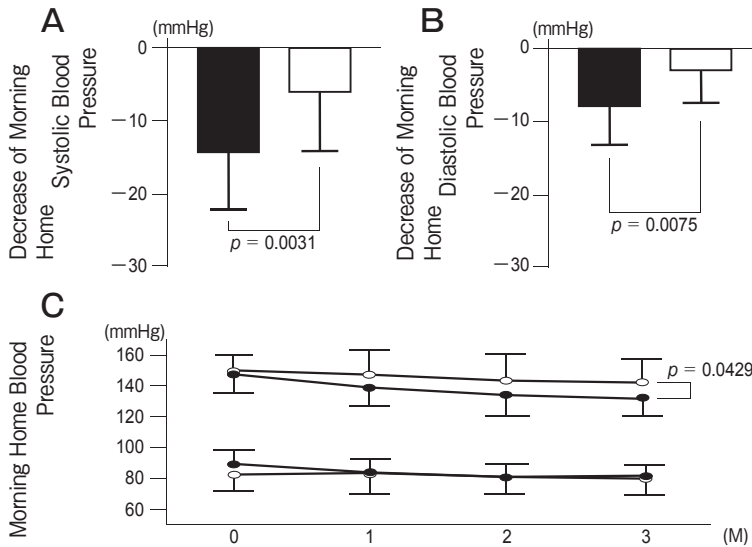 A
(mmHg)
Decrease of Morning
Home
Systolic Blood
Pressure
0
−10
−20
−30
p = 0.0031
B
(mmHg)
Decrease of Morning
Home
Diastolic Blood
Pressure
0
−10
−20
−30
p = 0.0075
C
(mmHg)
Morning Home Blood
Pressure
160
140
120
100
80
60
p = 0.0429
0 1 2 3 (M)